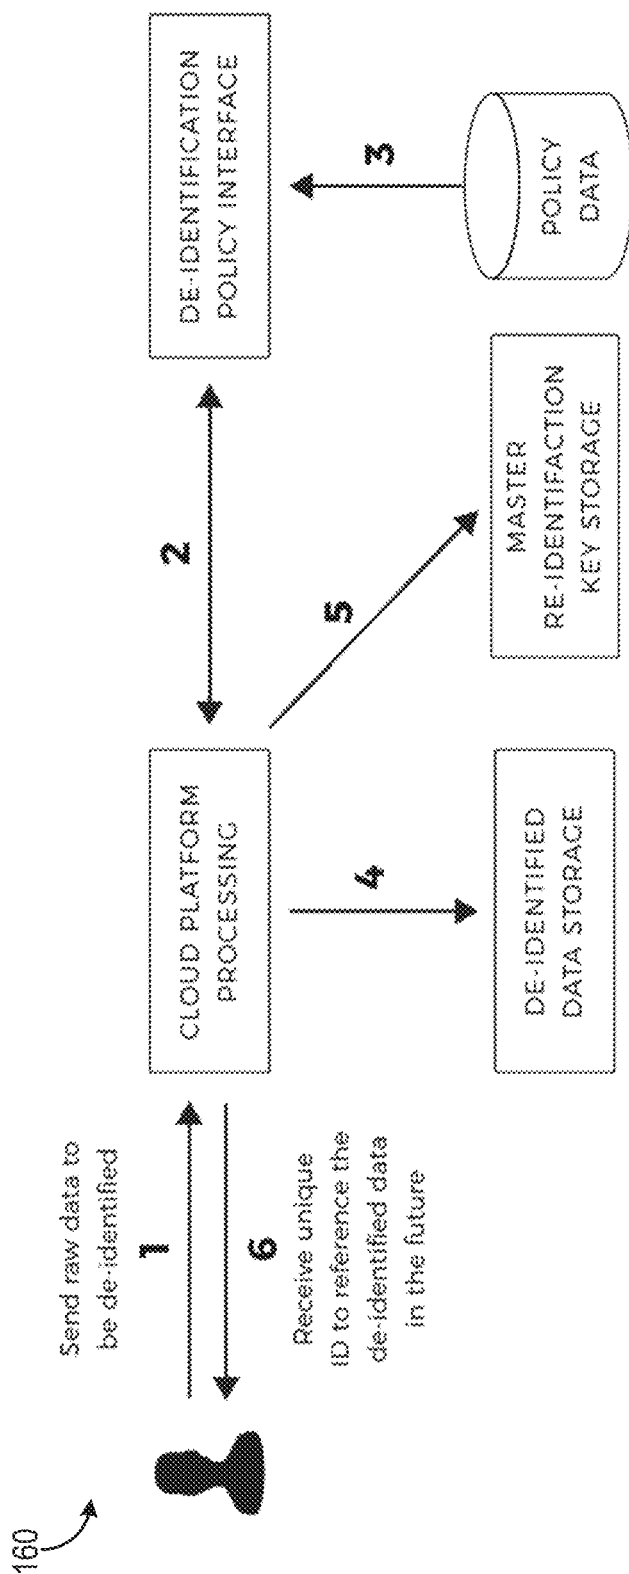 160
Send raw data to
be de-identified
1
6
Receive unique
ID to reference the
de-identified data
in the future
CLOUD PLATFORM
PROCESSING
2
DE-IDENTIFICATION
POLICY INTERFACE
4
5
3
DE-IDENTIFIED
DATA STORAGE
MASTER
RE-IDENTIFACTION
KEY STORAGE
POLICY
DATA